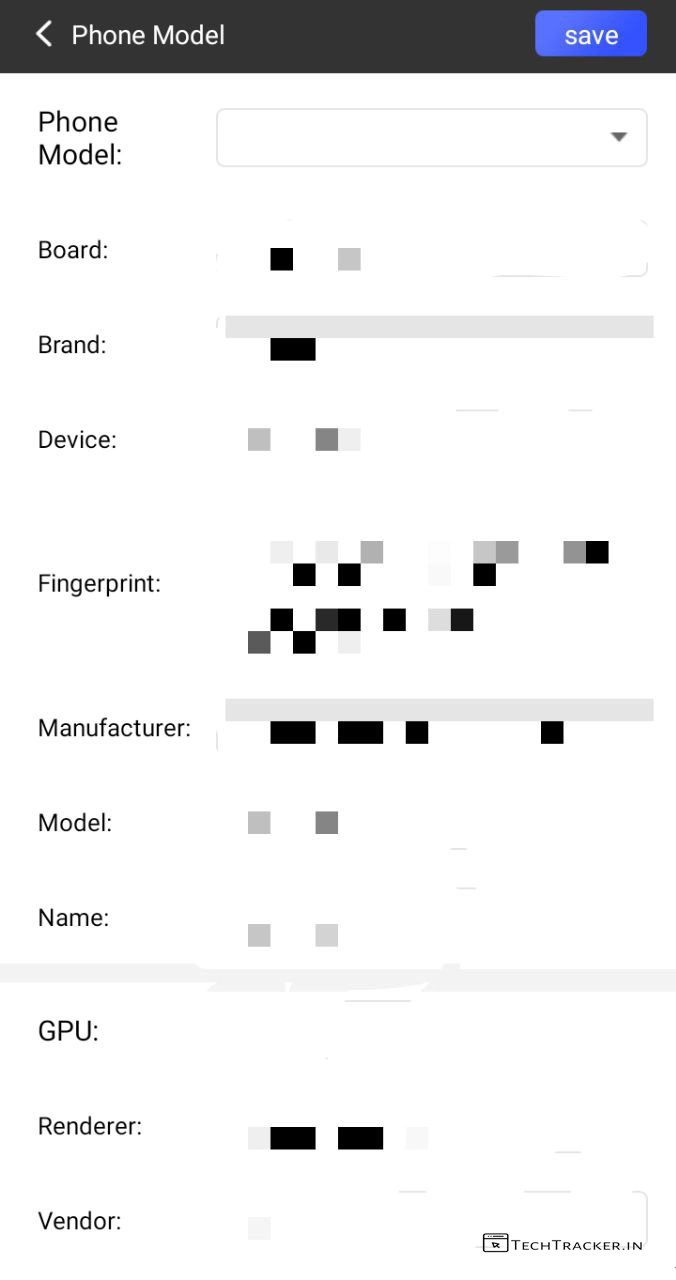 Phone Model
save
Phone
Model:
Board:
Brand:
Device:
Fingerprint:
Manufacturer:
Model:
Name:
GPU:
Renderer:
Vendor:
TECHTRACKER.IN